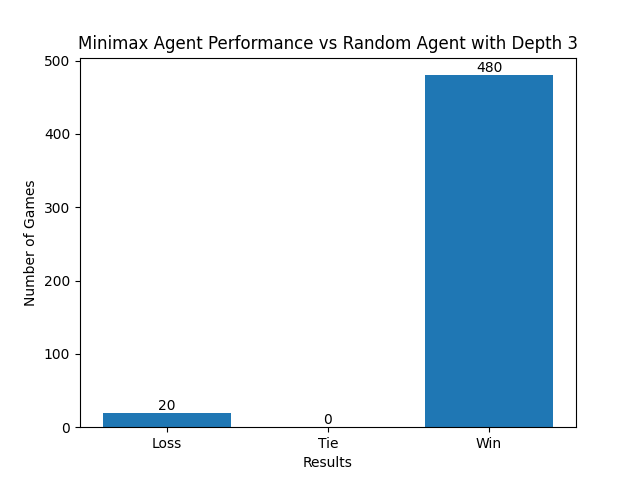 Minimax Agent Performance vs Random Agent with Depth 3
500
400
300
200
100
0
Number of Games
20
0
480
Loss
Tie
Win
Results